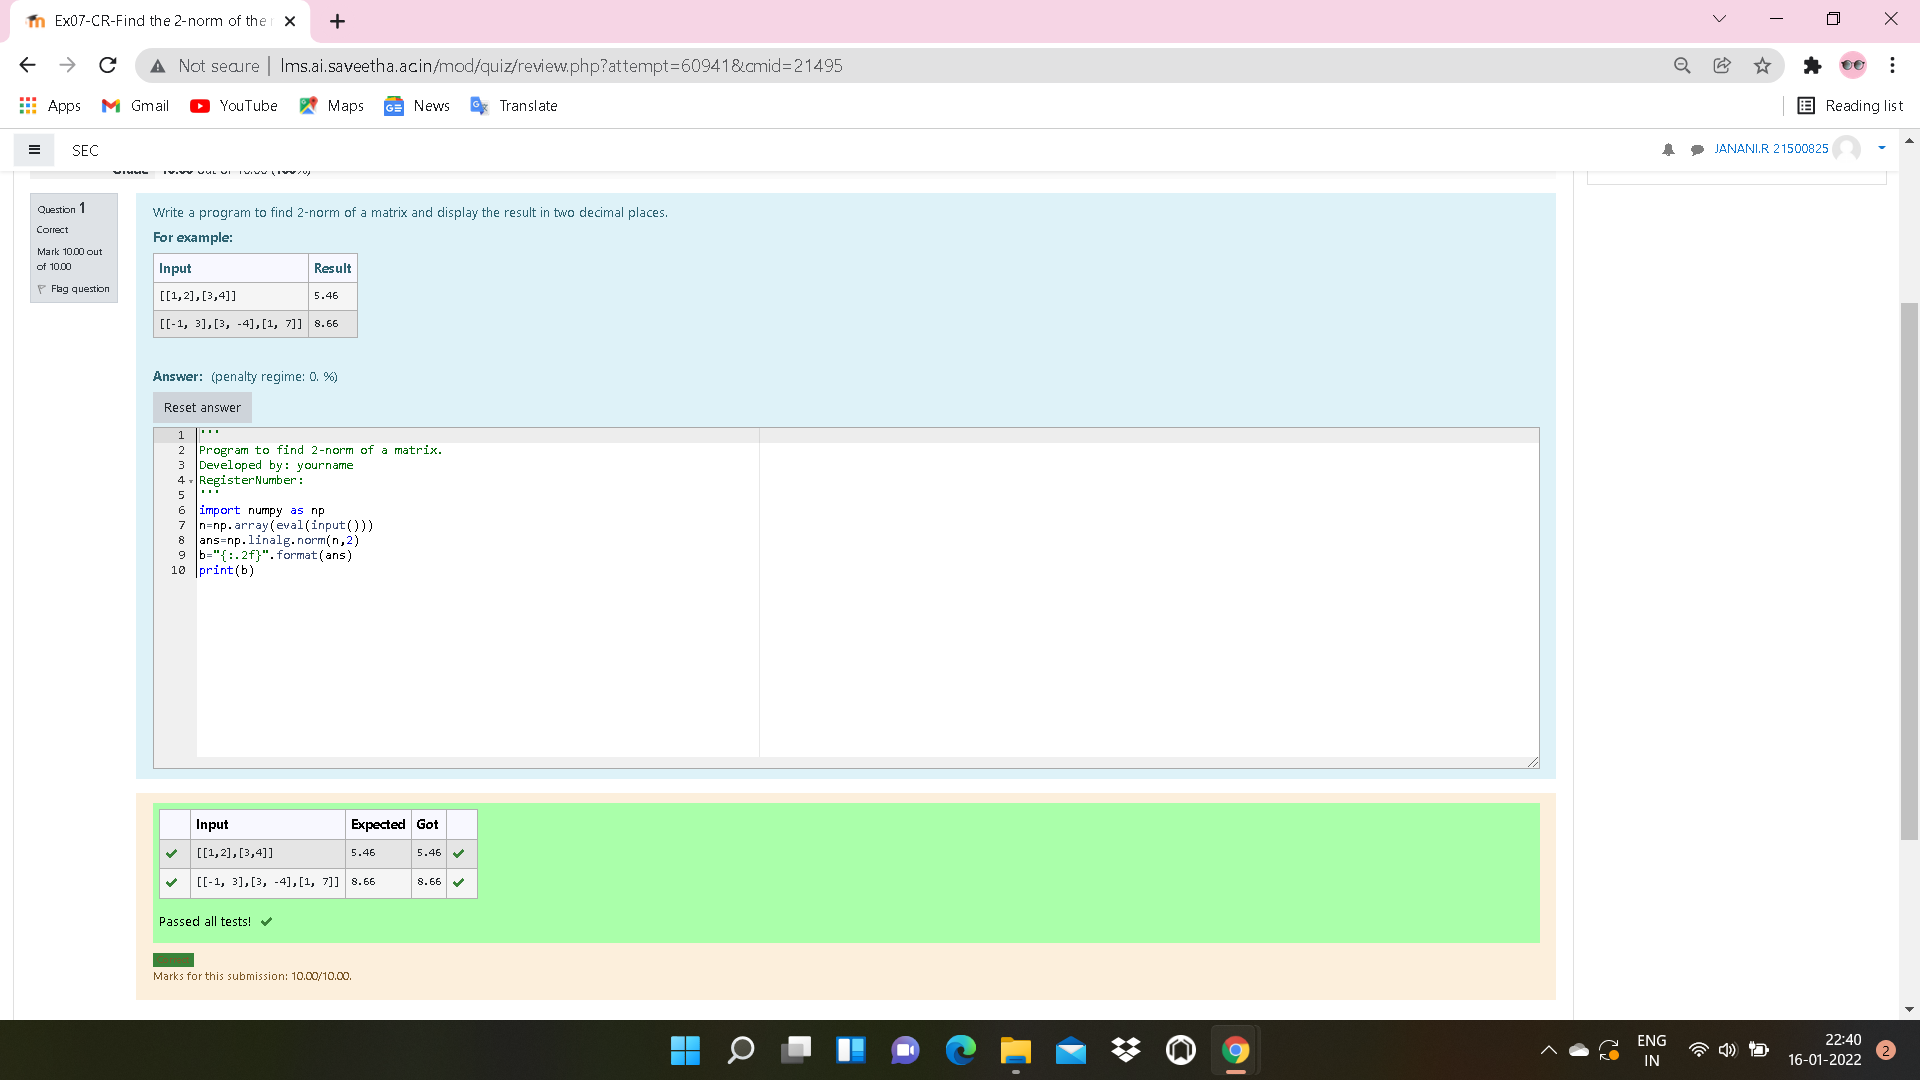 Ex07-CR-Find the 2-norm of the
Not secure | lms.ai.saveetha.ac.in/mod/quiz/review.php?attempt=60941&cmid=21495
Apps Gmail YouTube Maps News Translate Reading list
SEC JANANI.R 21500825
Grade 10.00 out of 10.00 (100%)
Question 1
Correct
Mark 10.00 out
of 10.00
Flag question
Write a program to find 2-norm of a matrix and display the result in two decimal places.
For example:
Input Result
[[1,2],[3,4]] 5.46
[[-1, 3],[3, -4],[1, 7]] 8.66
Answer: (penalty regime: 0. %)
Reset answer
1 '''
2 Program to find 2-norm of a matrix.
3 Developed by: yourname
4 RegisterNumber:
5 '''
6 import numpy as np
7 n=np.array(eval(input()))
8 ans=np.linalg.norm(n,2)
9 b="{:.2f}".format(ans)
10 print(b)
Input Expected Got
[[1,2],[3,4]] 5.46 5.46
[[-1, 3],[3, -4],[1, 7]] 8.66 8.66
Passed all tests!
Marks for this submission: 10.00/10.00.
ENG
IN
22:40
16-01-2022
2